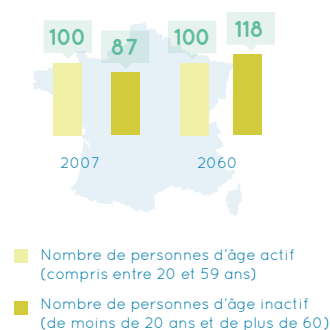 100
87
100
118
2007
2060
Nombre de personnes d'âge actif
(compris entre 20 et 59 ans)
Nombre de personnes d'âge inactif
(de moins de 20 ans et de plus de 60)